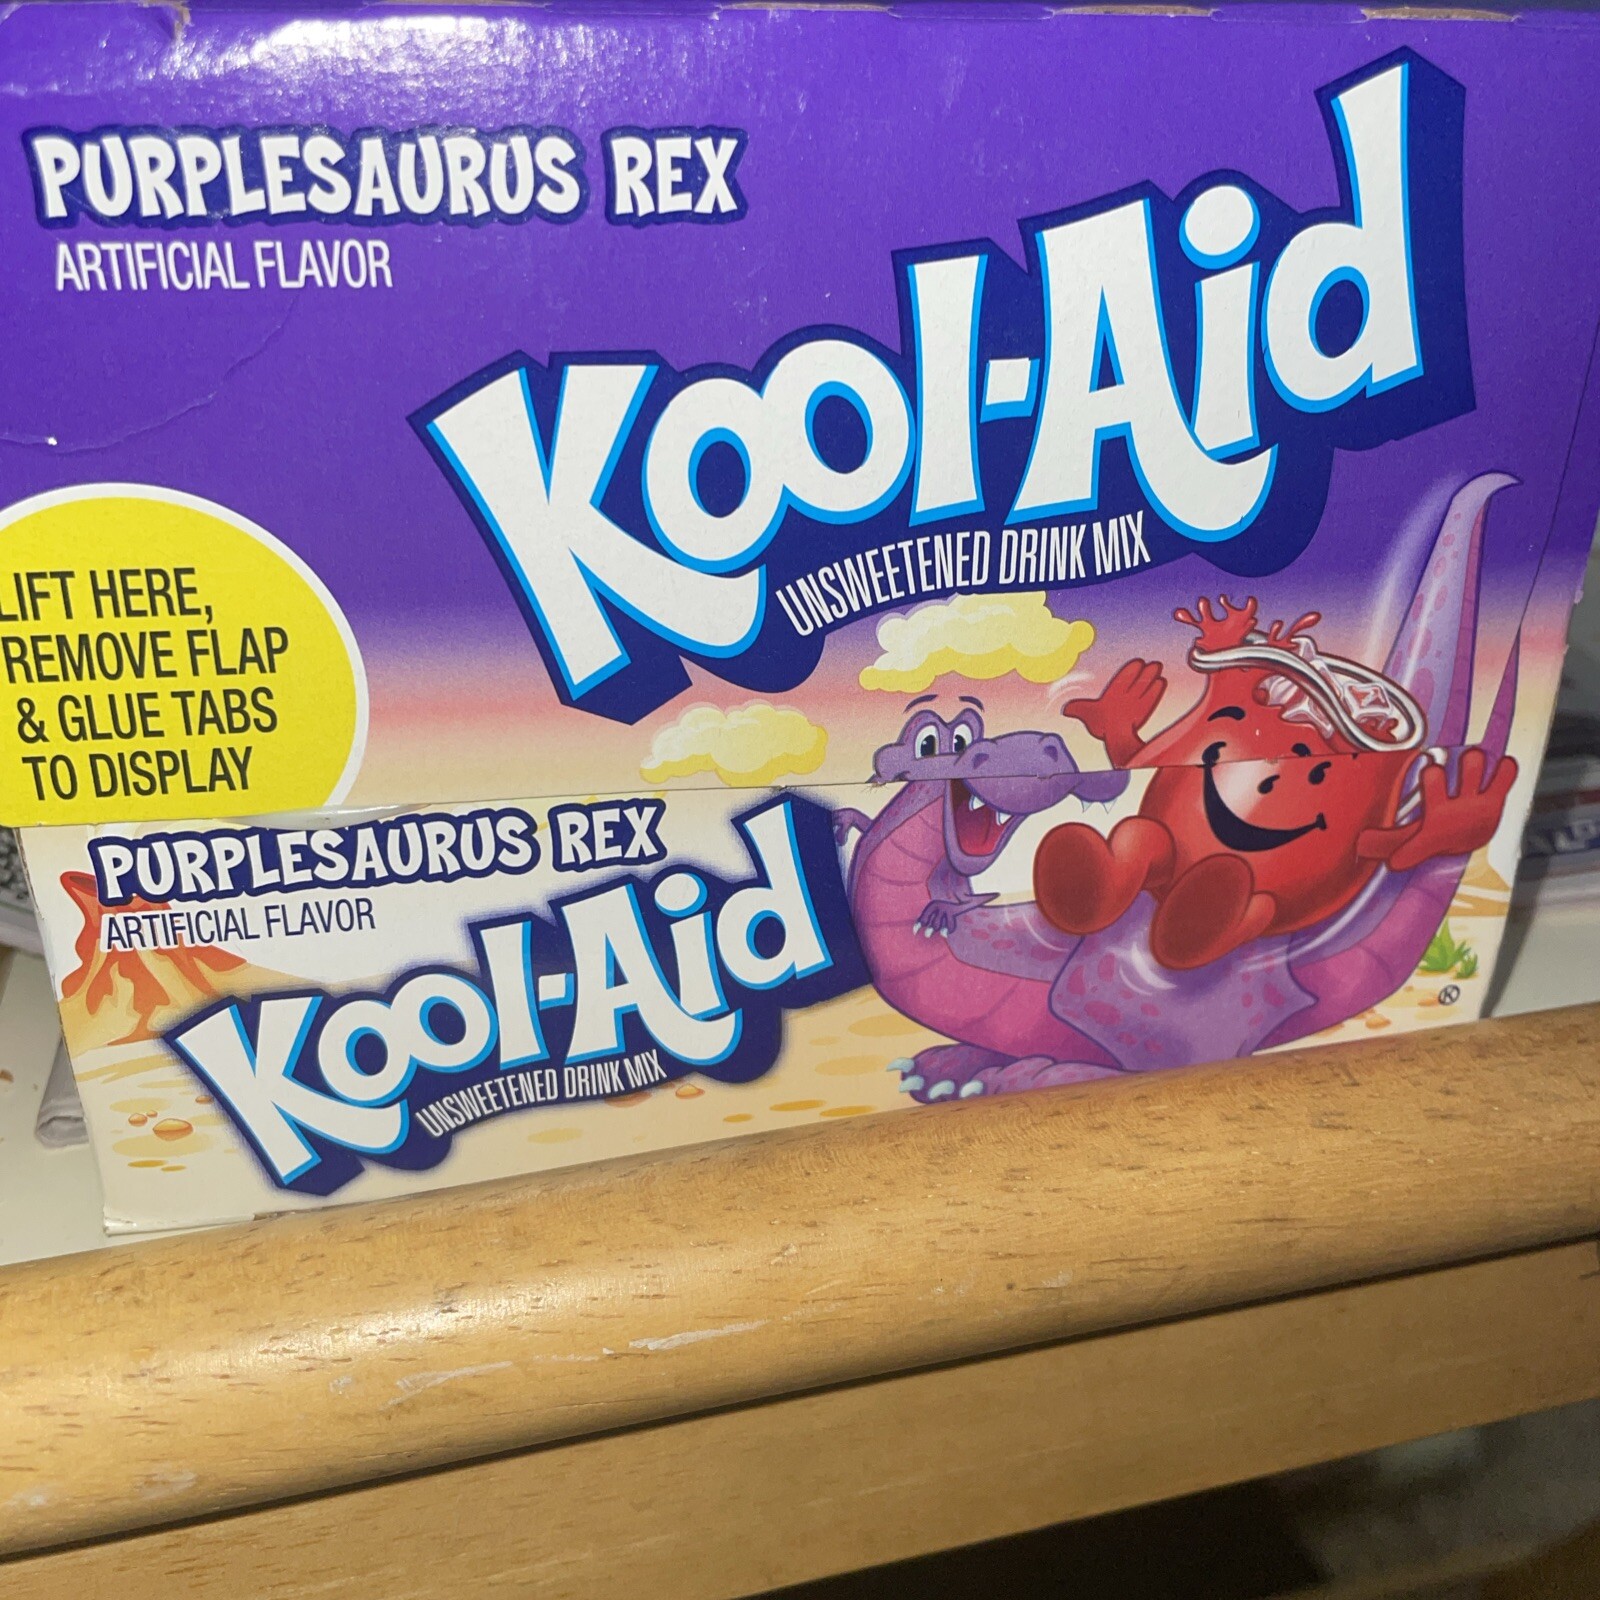 PURPLESAURUS REX
ARTIFICIAL FLAVOR
Kool-Aid
UNSWEETENED DRINK MIX
LIFT HERE,
REMOVE FLAP
& GLUE TABS
TO DISPLAY
PURPLESAURUS REX
ARTIFICIAL FLAVOR
Kool-Aid
UNSWEETENED DRINK MIX
K